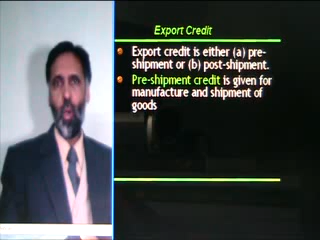 Export Credit
Export credit is either (a) pre-
shipment or (b) post-shipment.
Pre-shipment credit is given for
manufacture and shipment of
goods